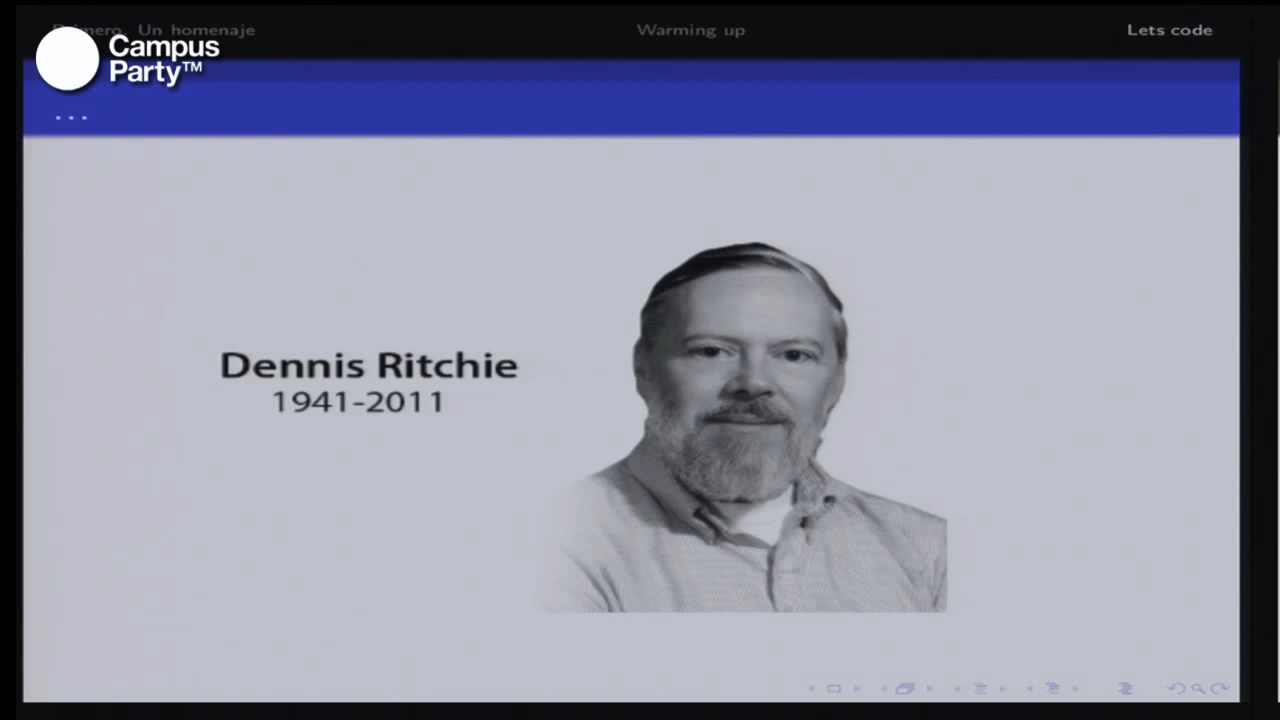 Primero, Un homenaje
Warming up
Lets code
Campus
Party™
...
Dennis Ritchie
1941-2011